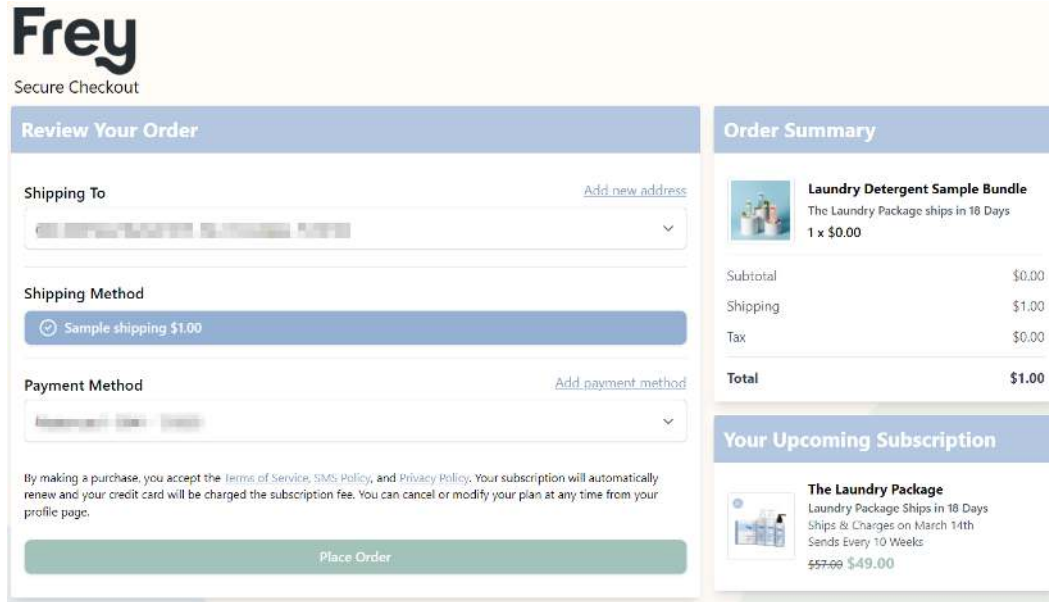 Frey
Secure Checkout
Review Your Order
Shipping To
Add new address
Shipping Method
Sample shipping $1.00
Payment Method
Add payment method
By making a purchase, you accept the Terms of Service, SMS Policy, and Privacy Policy. Your subscription will automatically
renew and your credit card will be charged the subscription fee. You can cancel or modify your plan at any time from your
profile page.
Place Order
Order Summary
Laundry Detergent Sample Bundle
The Laundry Package ships in 18 Days
1 x $0.00
Subtotal $0.00
Shipping $1.00
Tax $0.00
Total $1.00
Your Upcoming Subscription
The Laundry Package
Laundry Package Ships in 18 Days
Ships & Charges on March 14th
Sends Every 10 Weeks
$57.00 $49.00